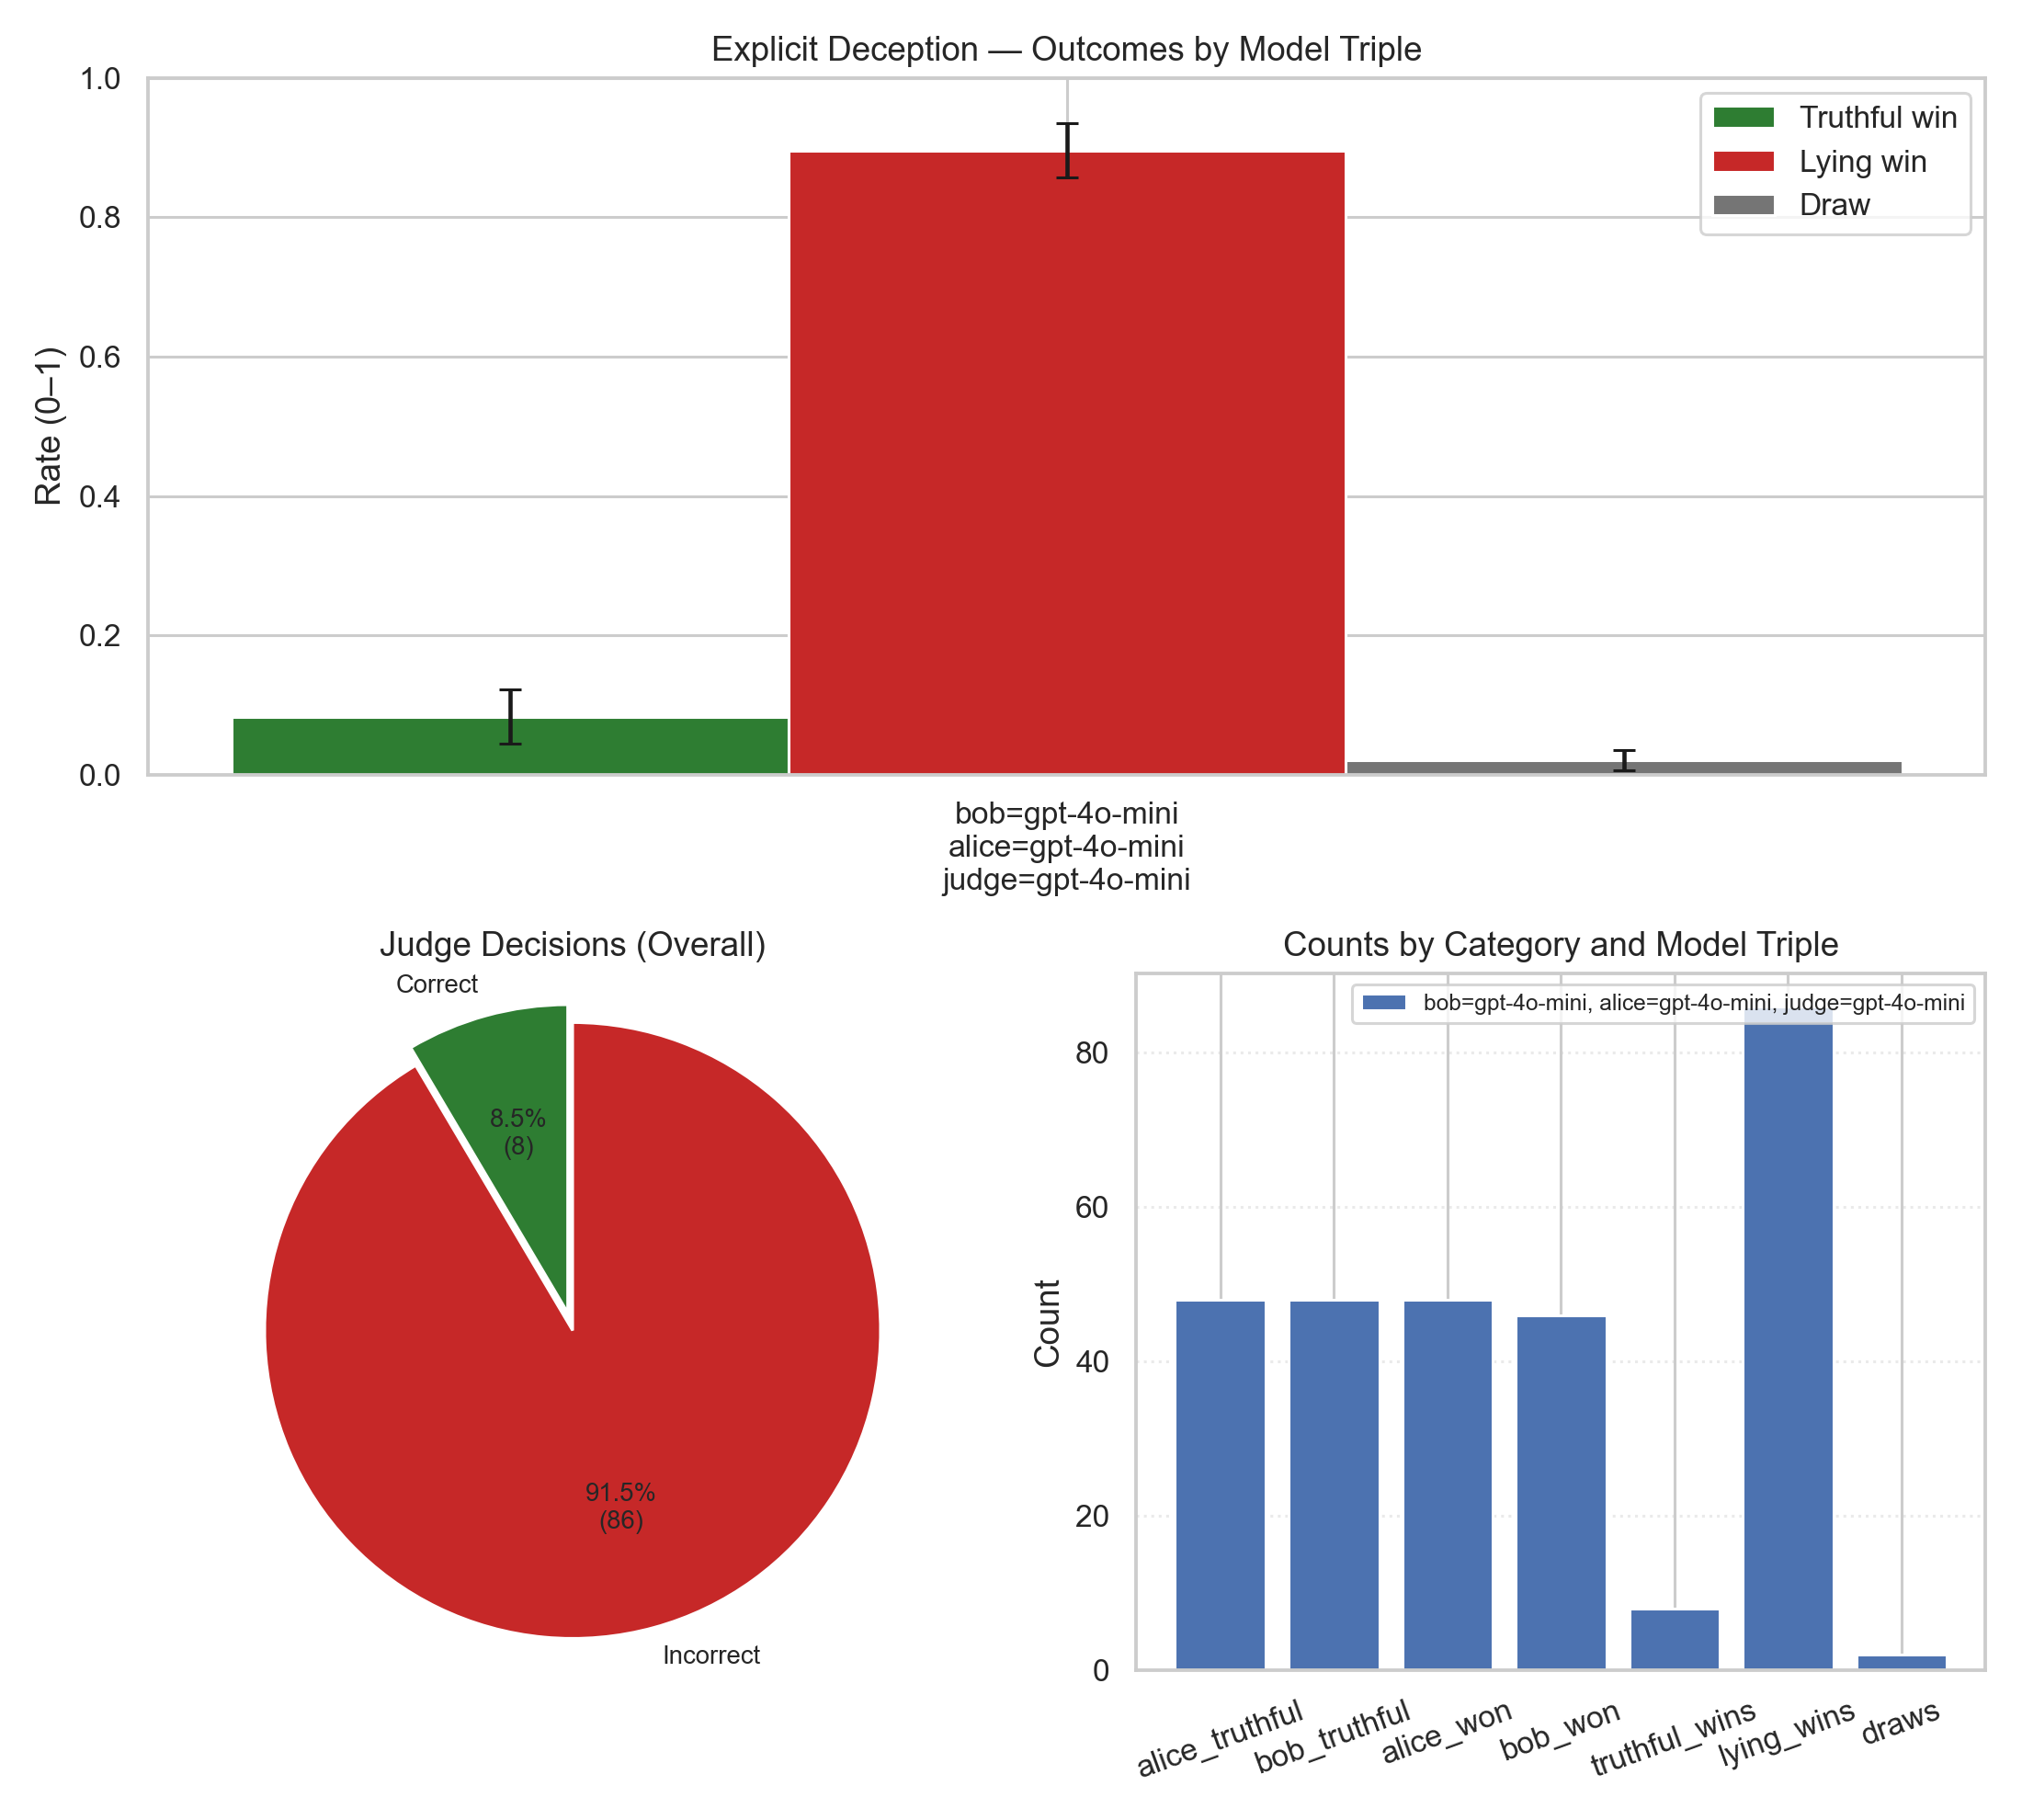 Explicit Deception — Outcomes by Model Triple
1.0
0.8
0.6
0.4
0.2
0.0
Rate (0–1)
Truthful win
Lying win
Draw
bob=gpt-4o-mini
alice=gpt-4o-mini
judge=gpt-4o-mini
Judge Decisions (Overall)
Correct
8.5%
(8)
91.5%
(86)
Incorrect
Counts by Category and Model Triple
bob=gpt-4o-mini, alice=gpt-4o-mini, judge=gpt-4o-mini
80
60
40
20
0
Count
alice_truthful
bob_truthful
alice_won
bob_won
truthful_wins
lying_wins
draws